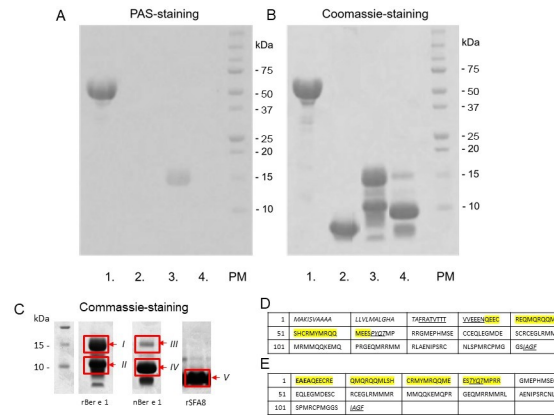 A PAS-staining
B Coomassie-staining
kDa
- 75
- 50
- 37
- 25
- 20
- 15
- 10
1. 2. 3. 4. PM
kDa
- 75
- 50
- 37
- 25
- 20
- 15
- 10
1. 2. 3. 4. PM
C Commassie-staining
kDa
15 -
10 -
I
II
III
IV
V
rBer e 1 nBer e 1 rSFA8
D
1 MAKISVAAAA LLVLMALGHA TAFRATVTTT VVEEENQEEC REQMQRQQM
51 SHCRMYMRQQ MEESPYQTMP RRGMEPHMSE CCEQLEGMDE SCRCEGLRMM
101 MRMMQQKEMQ PRGEQMRRMM RLAENIPSRC NLSPMRCPMG GSIAGF
E
1 EAEAQEECRE QMQRQQMLSH CRMYMRQQME ESTYQTMPRR GMEPHMSE
51 EQLEGMDESC RCEGLRMMMR MMQQKEMQPR GEQMRRMMRL AENIPSRC
101 SPMRCPMGGS IAGF